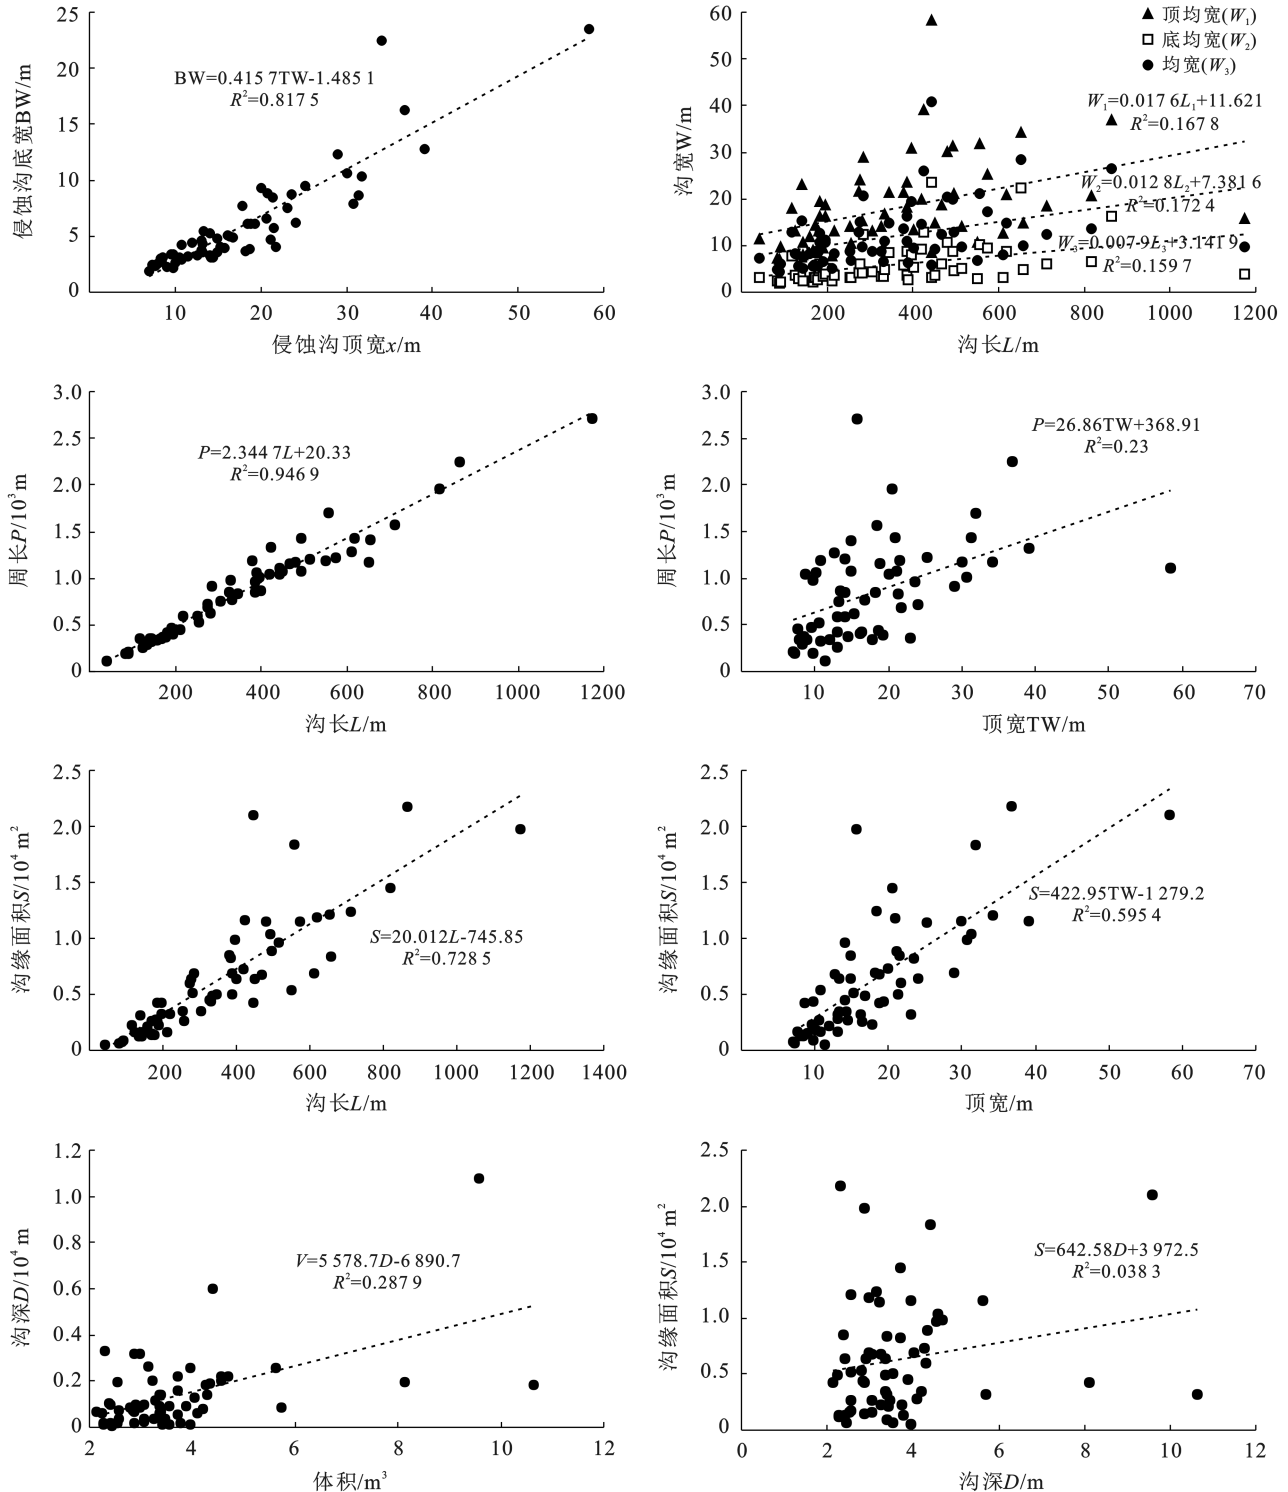 25
20
15
10
5
0
10
20
30
40
50
60
侵蚀沟底宽BW/m
BW=0.415 7TW-1.485 1
R²=0.817 5
侵蚀沟顶宽x/m
60
50
40
30
20
10
0
200
400
600
800
1000
1200
沟宽W/m
▲ 顶均宽(W₁)
□ 底均宽(W₂)
● 均宽(W₃)
W₁=0.017 6L₁+11.621
R²=0.167 8
W₂=0.012 8L₂+7.381 6
R²=0.172 4
W₃=0.007 9L₃+3.141 9
R²=0.159 7
沟长L/m
3.0
2.5
2.0
1.5
1.0
0.5
0
200
400
600
800
1000
1200
周长P/10³ m
P=2.344 7L+20.33
R²=0.946 9
沟长L/m
3.0
2.5
2.0
1.5
1.0
0.5
0
10
20
30
40
50
60
70
周长P/10³ m
P=26.86TW+368.91
R²=0.23
顶宽TW/m
2.5
2.0
1.5
1.0
0.5
0
200
400
600
800
1000
1200
1400
沟缘面积S/10⁴ m²
S=20.012L-745.85
R²=0.728 5
沟长L/m
2.5
2.0
1.5
1.0
0.5
0
10
20
30
40
50
60
70
沟缘面积S/10⁴ m²
S=422.95TW-1 279.2
R²=0.595 4
顶宽/m
1.2
1.0
0.8
0.6
0.4
0.2
0
2
4
6
8
10
12
沟深D/10⁴ m
V=5 578.7D-6 890.7
R²=0.287 9
体积/m³
2.5
2.0
1.5
1.0
0.5
0
0
2
4
6
8
10
12
沟缘面积S/10⁴ m²
S=642.58D+3 972.5
R²=0.038 3
沟深D/m